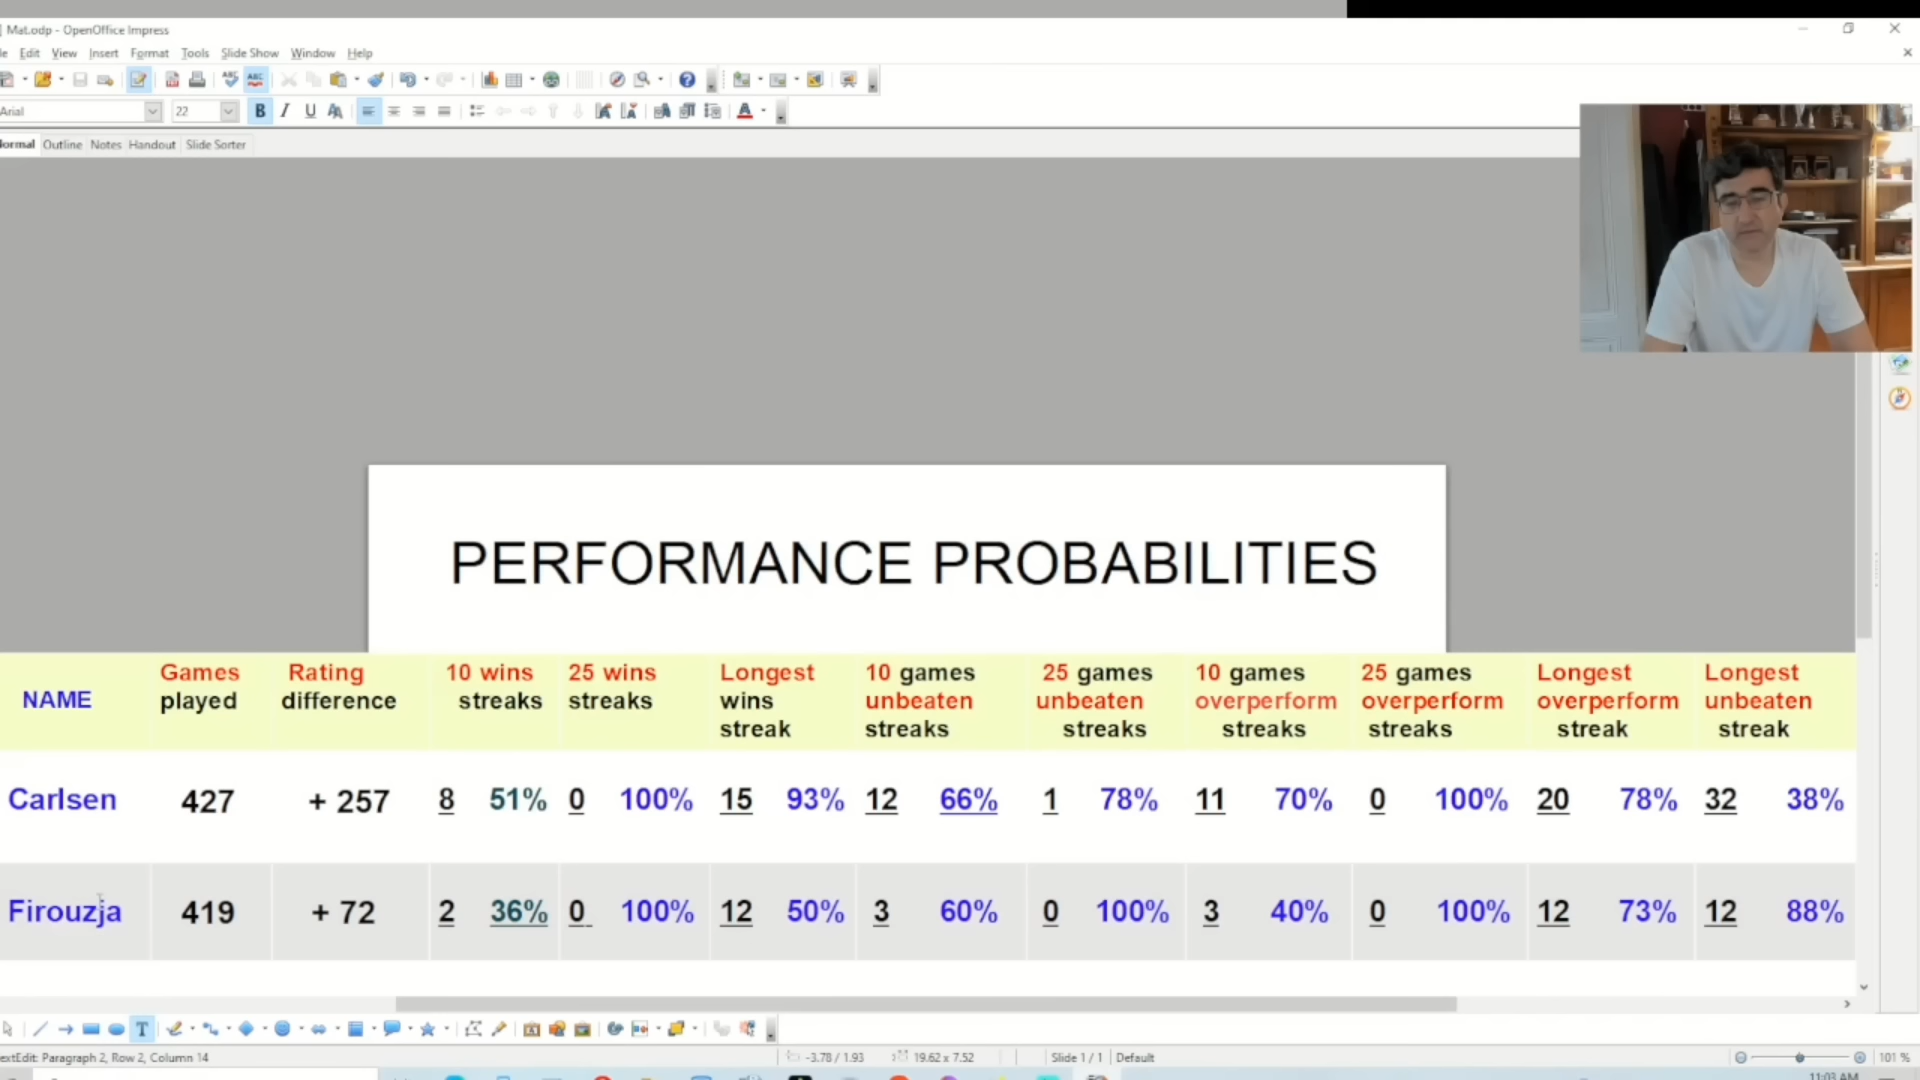 Mat.odp - OpenOffice Impress
Edit View Insert Format Tools Slide Show Window Help
Arial 22 B I U
Outline Notes Handout Slide Sorter
PERFORMANCE PROBABILITIES
NAME Games played Rating difference 10 wins streaks 25 wins streaks Longest wins streak 10 games unbeaten streaks 25 games unbeaten streaks 10 games overperform streaks 25 games overperform streaks Longest overperform streak Longest unbeaten streak
Carlsen 427 + 257 8 51% 0 100% 15 93% 12 66% 1 78% 11 70% 0 100% 20 78% 32 38%
Firouzja 419 + 72 2 36% 0 100% 12 50% 3 60% 0 100% 3 40% 0 100% 12 73% 12 88%
Paragraph 2, Row 2, Column 14 -3.78 / 1.93 19.62 x 7.52 Slide 1 / 1 Default 101 %
11:03 AM